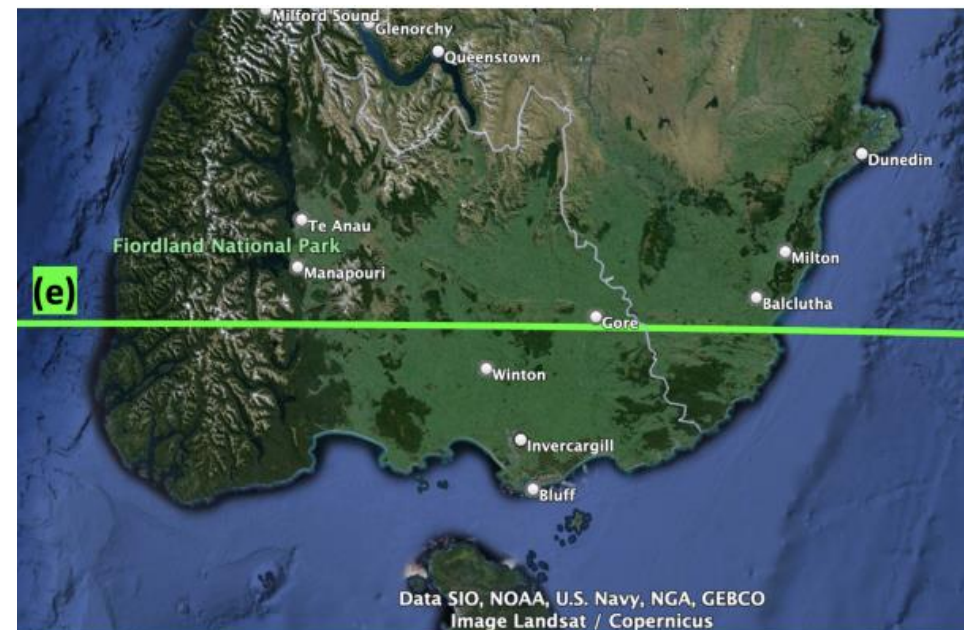 Milford Sound
Glenorchy
Queenstown
Dunedin
Te Anau
Fiordland National Park
Milton
Manapouri
(e)
Balclutha
Gore
Winton
Invercargill
Bluff
Data SIO, NOAA, U.S. Navy, NGA, GEBCO
Image Landsat / Copernicus